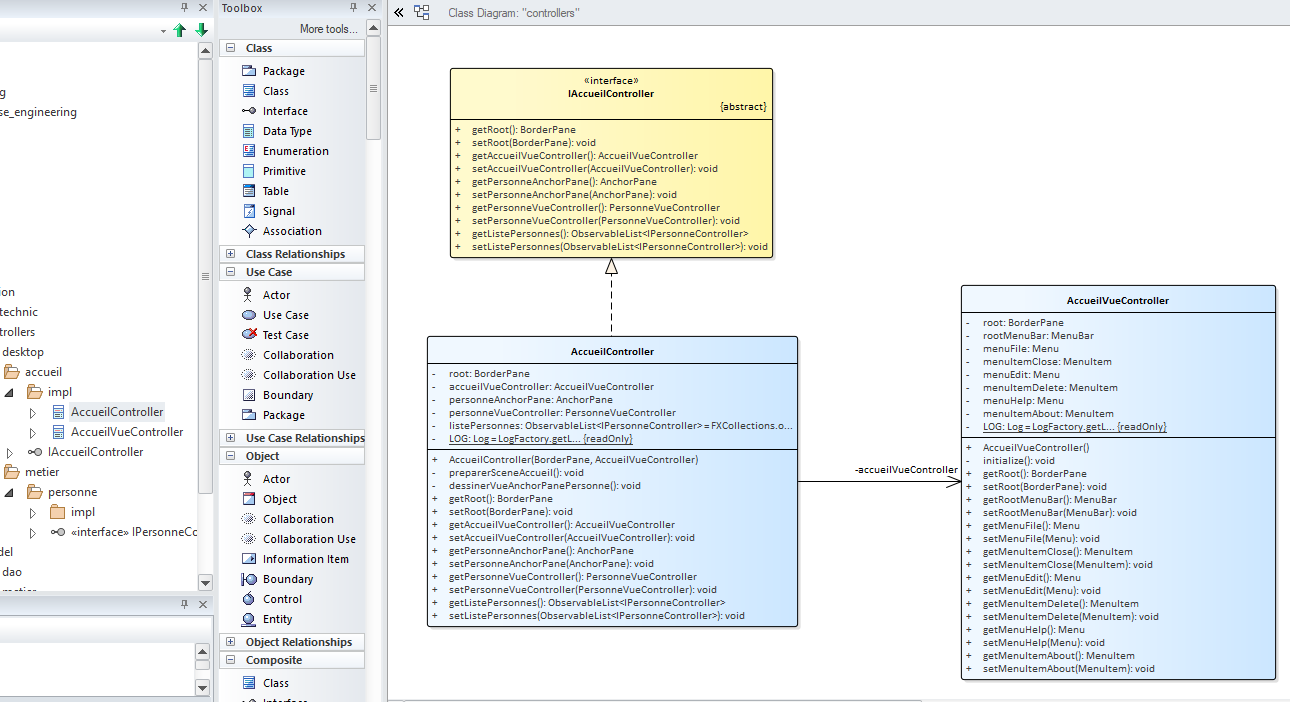 g
se_engineering
ion
technic
trollers
desktop
accueil
impl
AccueilController
AccueilVueController
IAccueilController
metier
personne
impl
«interface» IPersonneCo
del
dao
Toolbox
More tools...
Class
Package
Class
Interface
Data Type
Enumeration
Primitive
Table
Signal
Association
Class Relationships
Use Case
Actor
Use Case
Test Case
Collaboration
Collaboration Use
Boundary
Package
Use Case Relationships
Object
Actor
Object
Collaboration
Collaboration Use
Information Item
Boundary
Control
Entity
Object Relationships
Composite
Class
Interface
Class Diagram: "controllers"
«interface»
IAccueilController
{abstract}
+ getRoot(): BorderPane
+ setRoot(BorderPane): void
+ getAccueilVueController(): AccueilVueController
+ setAccueilVueController(AccueilVueController): void
+ getPersonneAnchorPane(): AnchorPane
+ setPersonneAnchorPane(AnchorPane): void
+ getPersonneVueController(): PersonneVueController
+ setPersonneVueController(PersonneVueController): void
+ getListePersonnes(): ObservableList<IPersonneController>
+ setListePersonnes(ObservableList<IPersonneController>): void
AccueilController
- root: BorderPane
- accueilVueController: AccueilVueController
- personneAnchorPane: AnchorPane
- personneVueController: PersonneVueController
- listePersonnes: ObservableList<IPersonneController> = FXCollections.o...
- LOG: Log = LogFactory.getL... {readOnly}
+ AccueilController(BorderPane, AccueilVueController)
- preparerSceneAccueil(): void
- dessinerVueAnchorPanePersonne(): void
+ getRoot(): BorderPane
+ setRoot(BorderPane): void
+ getAccueilVueController(): AccueilVueController
+ setAccueilVueController(AccueilVueController): void
+ getPersonneAnchorPane(): AnchorPane
+ setPersonneAnchorPane(AnchorPane): void
+ getPersonneVueController(): PersonneVueController
+ setPersonneVueController(PersonneVueController): void
+ getListePersonnes(): ObservableList<IPersonneController>
+ setListePersonnes(ObservableList<IPersonneController>): void
-accueilVueController
AccueilVueController
- root: BorderPane
- rootMenuBar: MenuBar
- menuFile: Menu
- menuItemClose: MenuItem
- menuEdit: Menu
- menuItemDelete: MenuItem
- menuHelp: Menu
- menuItemAbout: MenuItem
- LOG: Log = LogFactory.getL... {readOnly}
+ AccueilVueController()
- initialize(): void
+ getRoot(): BorderPane
+ setRoot(BorderPane): void
+ getRootMenuBar(): MenuBar
+ setRootMenuBar(MenuBar): void
+ getMenuFile(): Menu
+ setMenuFile(Menu): void
+ getMenuItemClose(): MenuItem
+ setMenuItemClose(MenuItem): void
+ getMenuEdit(): Menu
+ setMenuEdit(Menu): void
+ getMenuItemDelete(): MenuItem
+ setMenuItemDelete(MenuItem): void
+ getMenuHelp(): Menu
+ setMenuHelp(Menu): void
+ getMenuItemAbout(): MenuItem
+ setMenuItemAbout(MenuItem): void